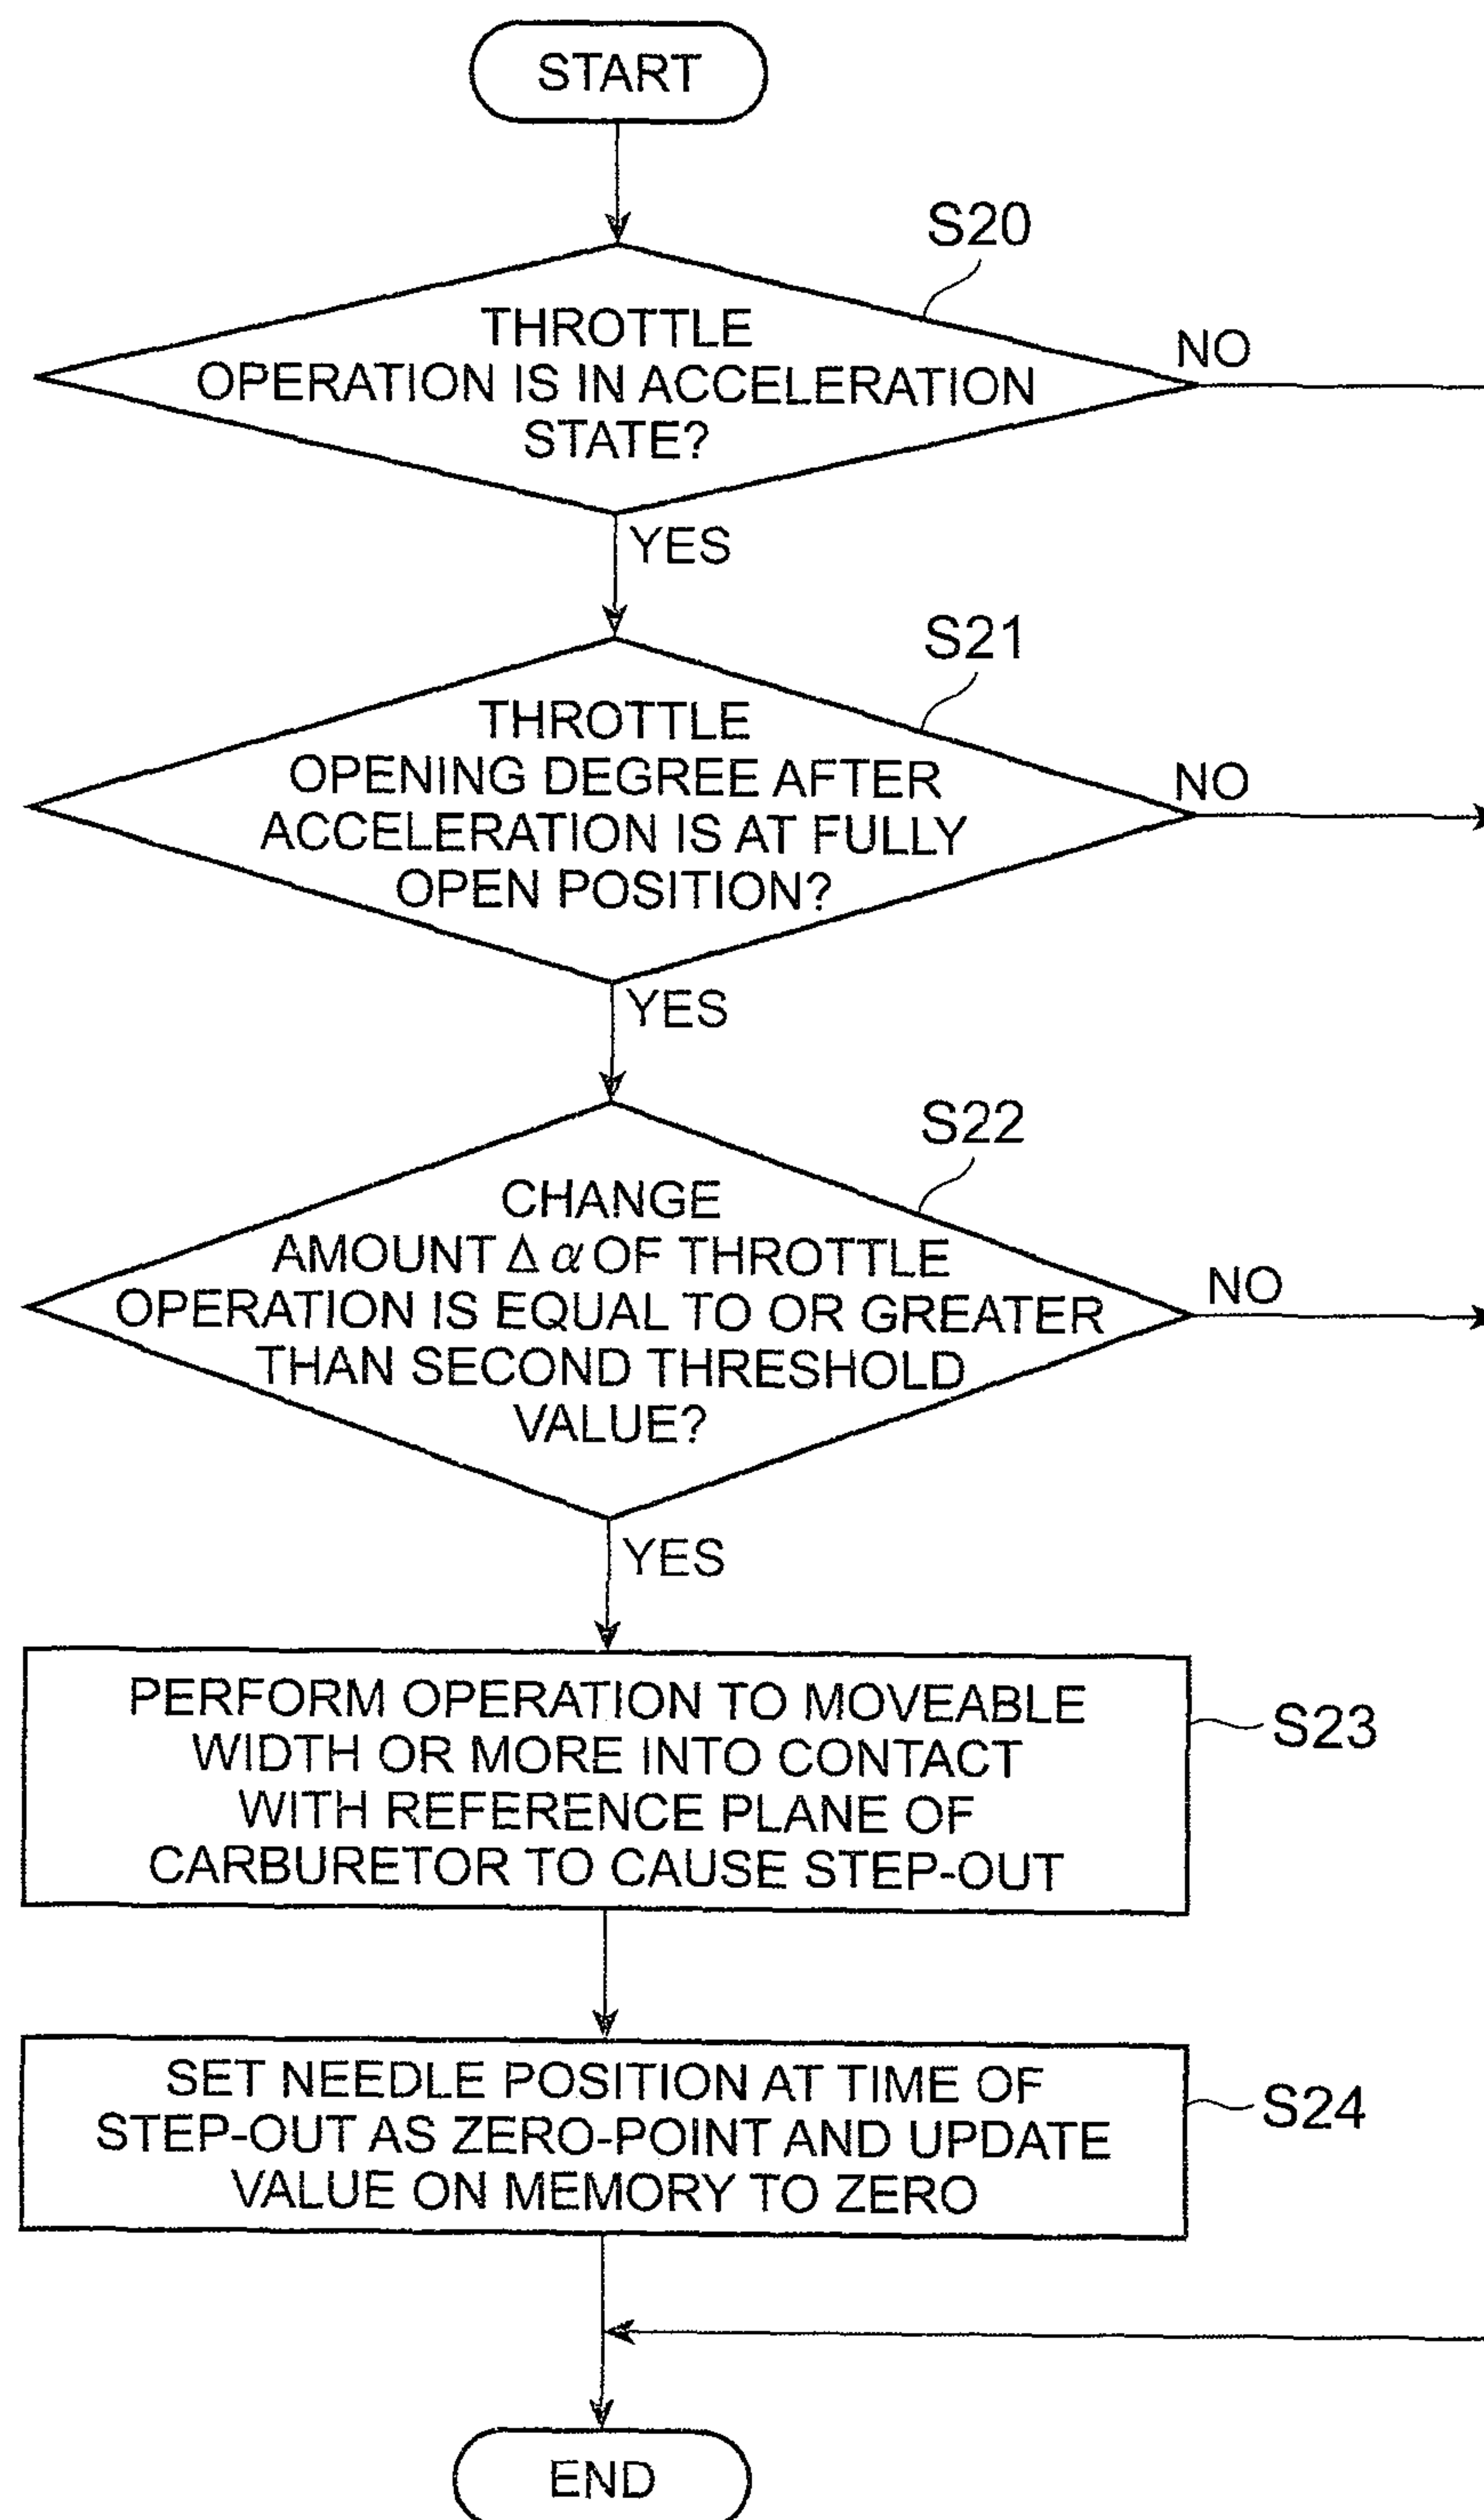 START
S20
THROTTLE
OPERATION IS IN ACCELERATION
STATE?
NO
YES
S21
THROTTLE
OPENING DEGREE AFTER
ACCELERATION IS AT FULLY
OPEN POSITION?
NO
YES
S22
CHANGE
AMOUNT Δα OF THROTTLE
OPERATION IS EQUAL TO OR GREATER
THAN SECOND THRESHOLD
VALUE?
NO
YES
PERFORM OPERATION TO MOVEABLE
WIDTH OR MORE INTO CONTACT
WITH REFERENCE PLANE OF
CARBURETOR TO CAUSE STEP-OUT
S23
SET NEEDLE POSITION AT TIME OF
STEP-OUT AS ZERO-POINT AND UPDATE
VALUE ON MEMORY TO ZERO
S24
END